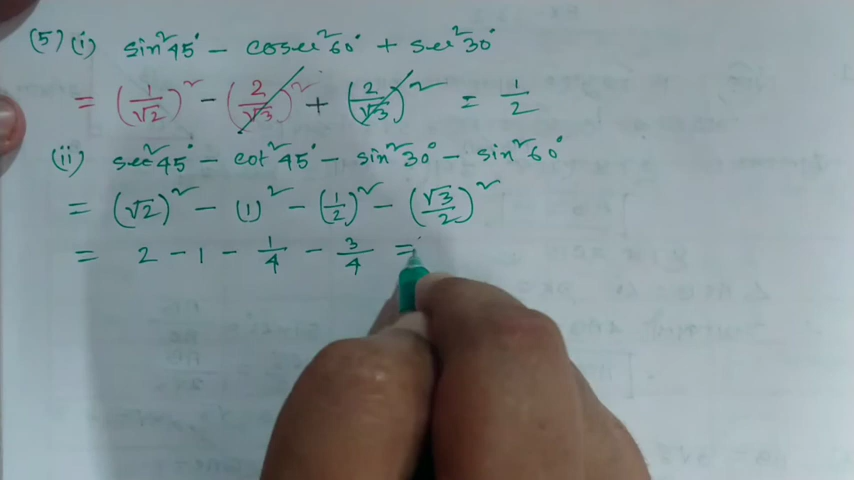 (5) (i) sin²45° - cosec²60° + sec²30°
= (1/√2)² - (2/√3)² + (2/√3)² = 1/2
(ii) sec²45° - cot²45° - sin²30° - sin²60°
= (√2)² - (1)² - (1/2)² - (√3/2)²
= 2 - 1 - 1/4 - 3/4 =